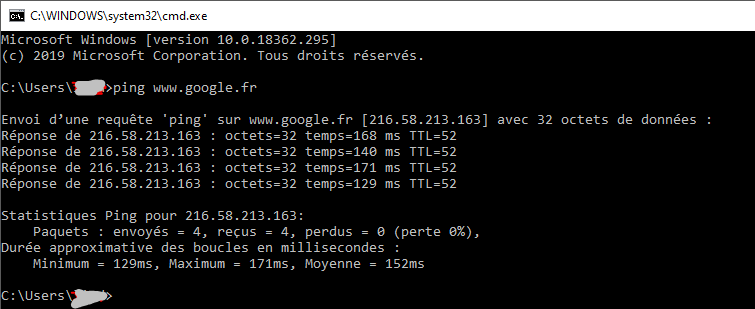 C:\WINDOWS\system32\cmd.exe
Microsoft Windows [version 10.0.18362.295]
(c) 2019 Microsoft Corporation. Tous droits réservés.
C:\Users\>ping www.google.fr
Envoi d’une requête 'ping' sur www.google.fr [216.58.213.163] avec 32 octets de données :
Réponse de 216.58.213.163 : octets=32 temps=168 ms TTL=52
Réponse de 216.58.213.163 : octets=32 temps=140 ms TTL=52
Réponse de 216.58.213.163 : octets=32 temps=171 ms TTL=52
Réponse de 216.58.213.163 : octets=32 temps=129 ms TTL=52
Statistiques Ping pour 216.58.213.163:
Paquets : envoyés = 4, reçus = 4, perdus = 0 (perte 0%),
Durée approximative des boucles en millisecondes :
Minimum = 129ms, Maximum = 171ms, Moyenne = 152ms
C:\Users\>